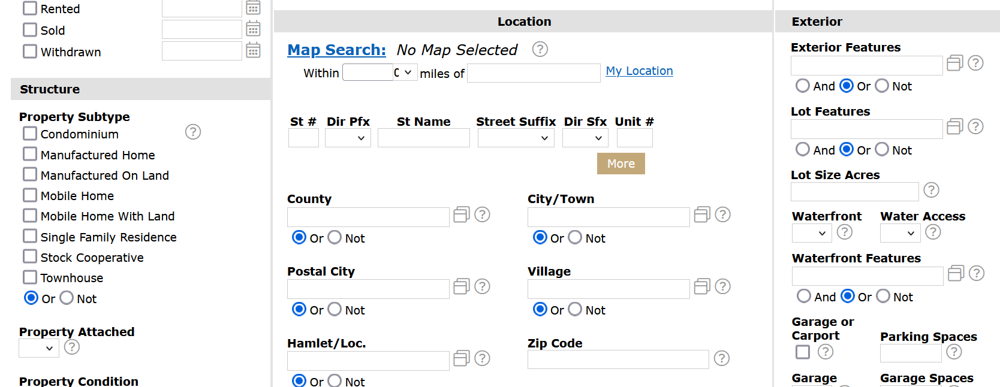 Rented
Sold
Withdrawn
Structure
Property Subtype
Condominium
?
Manufactured Home
Manufactured On Land
Mobile Home
Mobile Home With Land
Single Family Residence
Stock Cooperative
Townhouse
Or Not
Property Attached
?
Property Condition
Location
Map Search: No Map Selected ?
Within 0 miles of My Location
St # Dir Pfx St Name Street Suffix Dir Sfx Unit #
More
County City/Town
? ?
Or Not Or Not
Postal City Village
? ?
Or Not Or Not
Hamlet/Loc. Zip Code
? ?
Or Not
Exterior
Exterior Features
?
And Or Not
Lot Features
?
And Or Not
Lot Size Acres
?
Waterfront Water Access
? ?
Waterfront Features
?
And Or Not
Garage or
Carport Parking Spaces
? ?
Garage Garage Spaces